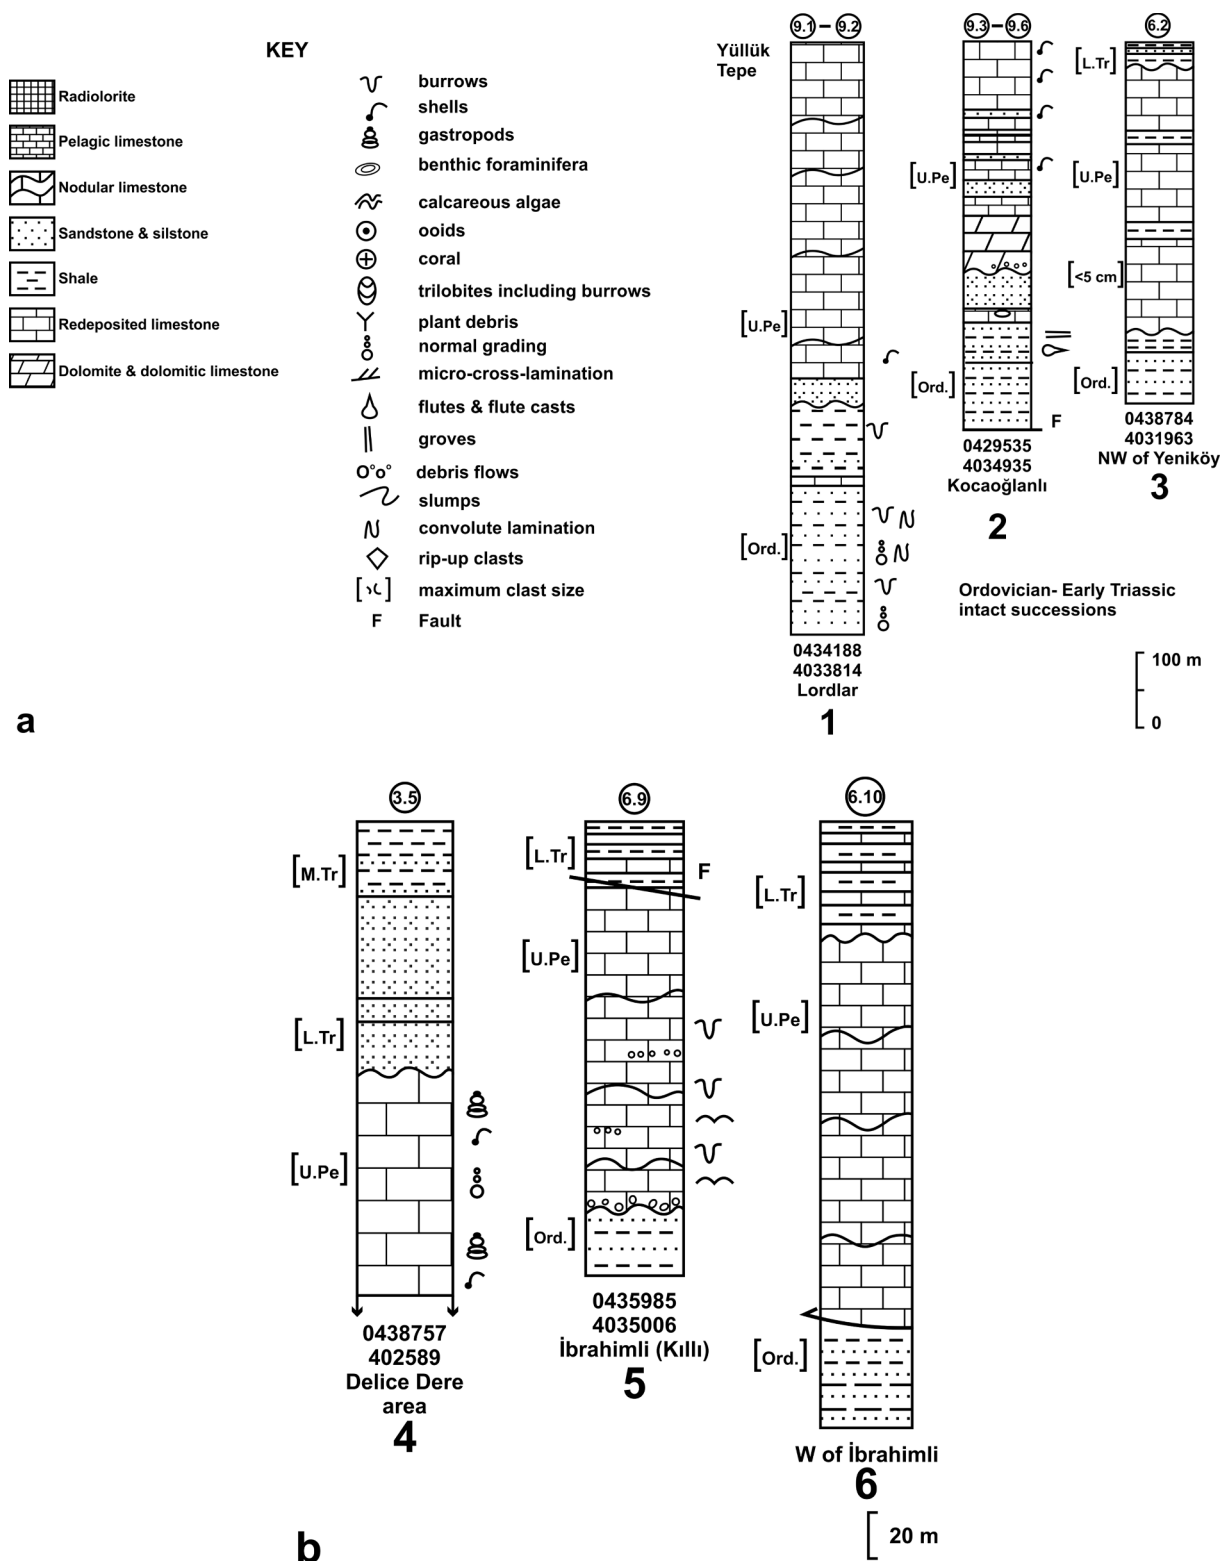 KEY
Radiolorite
Pelagic limestone
Nodular limestone
Sandstone & silstone
Shale
Redeposited limestone
Dolomite & dolomitic limestone
burrows
shells
gastropods
benthic foraminifera
calcareous algae
ooids
coral
trilobites including burrows
plant debris
normal grading
micro-cross-lamination
flutes & flute casts
groves
debris flows
slumps
convolute lamination
rip-up clasts
maximum clast size
F Fault
a
9.1 – 9.2
Yüllük
Tepe
[U.Pe]
[Ord.]
0434188
4033814
Lordlar
1
9.3 – 9.6
[U.Pe]
[Ord.]
F
0429535
4034935
Kocaoğlanlı
2
6.2
[L.Tr]
[U.Pe]
[<5 cm]
[Ord.]
0438784
4031963
NW of Yeniköy
3
Ordovician- Early Triassic
intact successions
100 m
0
3.5
[M.Tr]
[L.Tr]
[U.Pe]
0438757
402589
Delice Dere
area
4
6.9
[L.Tr]
F
[U.Pe]
[Ord.]
0435985
4035006
İbrahimli (Kıllı)
5
6.10
[L.Tr]
[U.Pe]
[Ord.]
W of İbrahimli
6
20 m
b